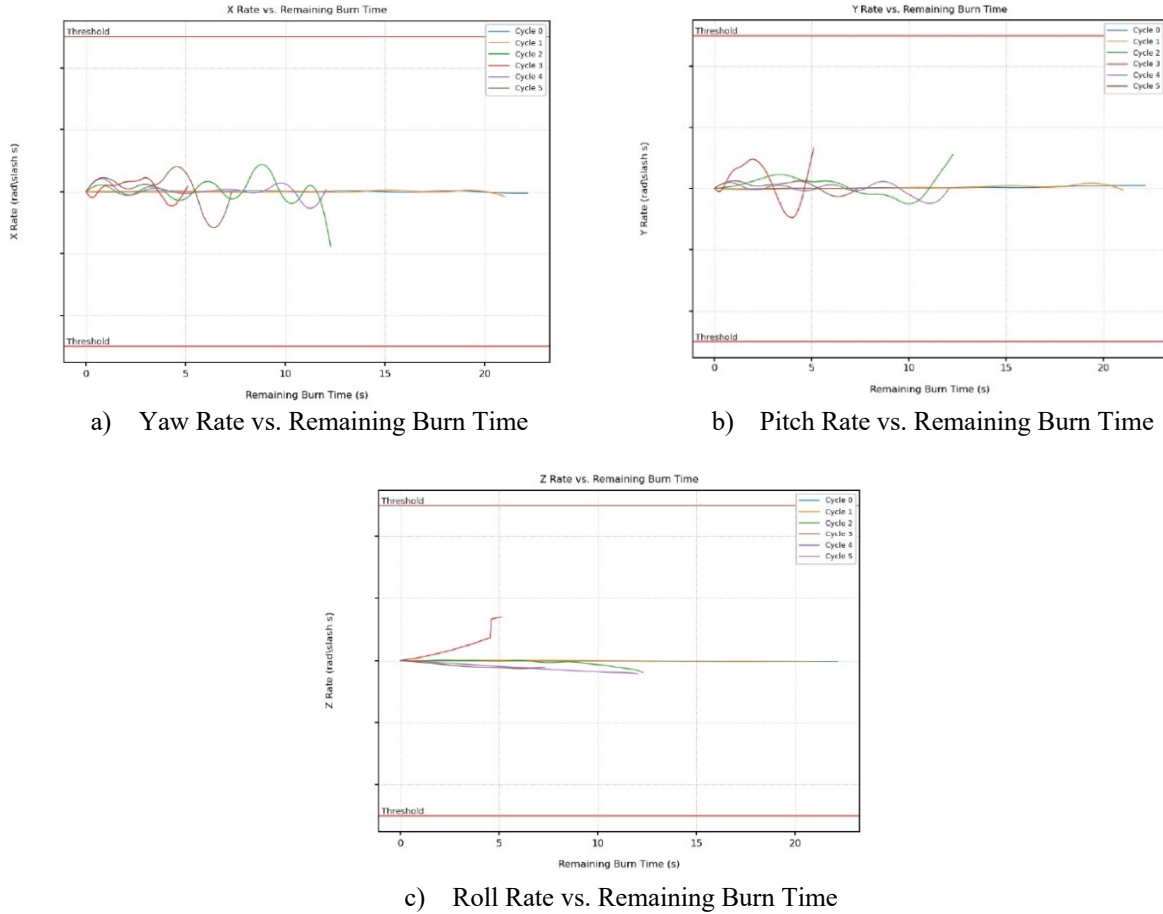 X Rate vs. Remaining Burn Time
Threshold
Cycle 0
Cycle 1
Cycle 2
Cycle 3
Cycle 4
Cycle 5
X Rate (rad\slash s)
Threshold
0 5 10 15 20
Remaining Burn Time (s)
a) Yaw Rate vs. Remaining Burn Time
Y Rate vs. Remaining Burn Time
Threshold
Cycle 0
Cycle 1
Cycle 2
Cycle 3
Cycle 4
Cycle 5
Y Rate (rad\slash s)
Threshold
0 5 10 15 20
Remaining Burn Time (s)
b) Pitch Rate vs. Remaining Burn Time
Z Rate vs. Remaining Burn Time
Threshold
Cycle 0
Cycle 1
Cycle 2
Cycle 3
Cycle 4
Cycle 5
Z Rate (rad\slash s)
Threshold
0 5 10 15 20
Remaining Burn Time (s)
c) Roll Rate vs. Remaining Burn Time